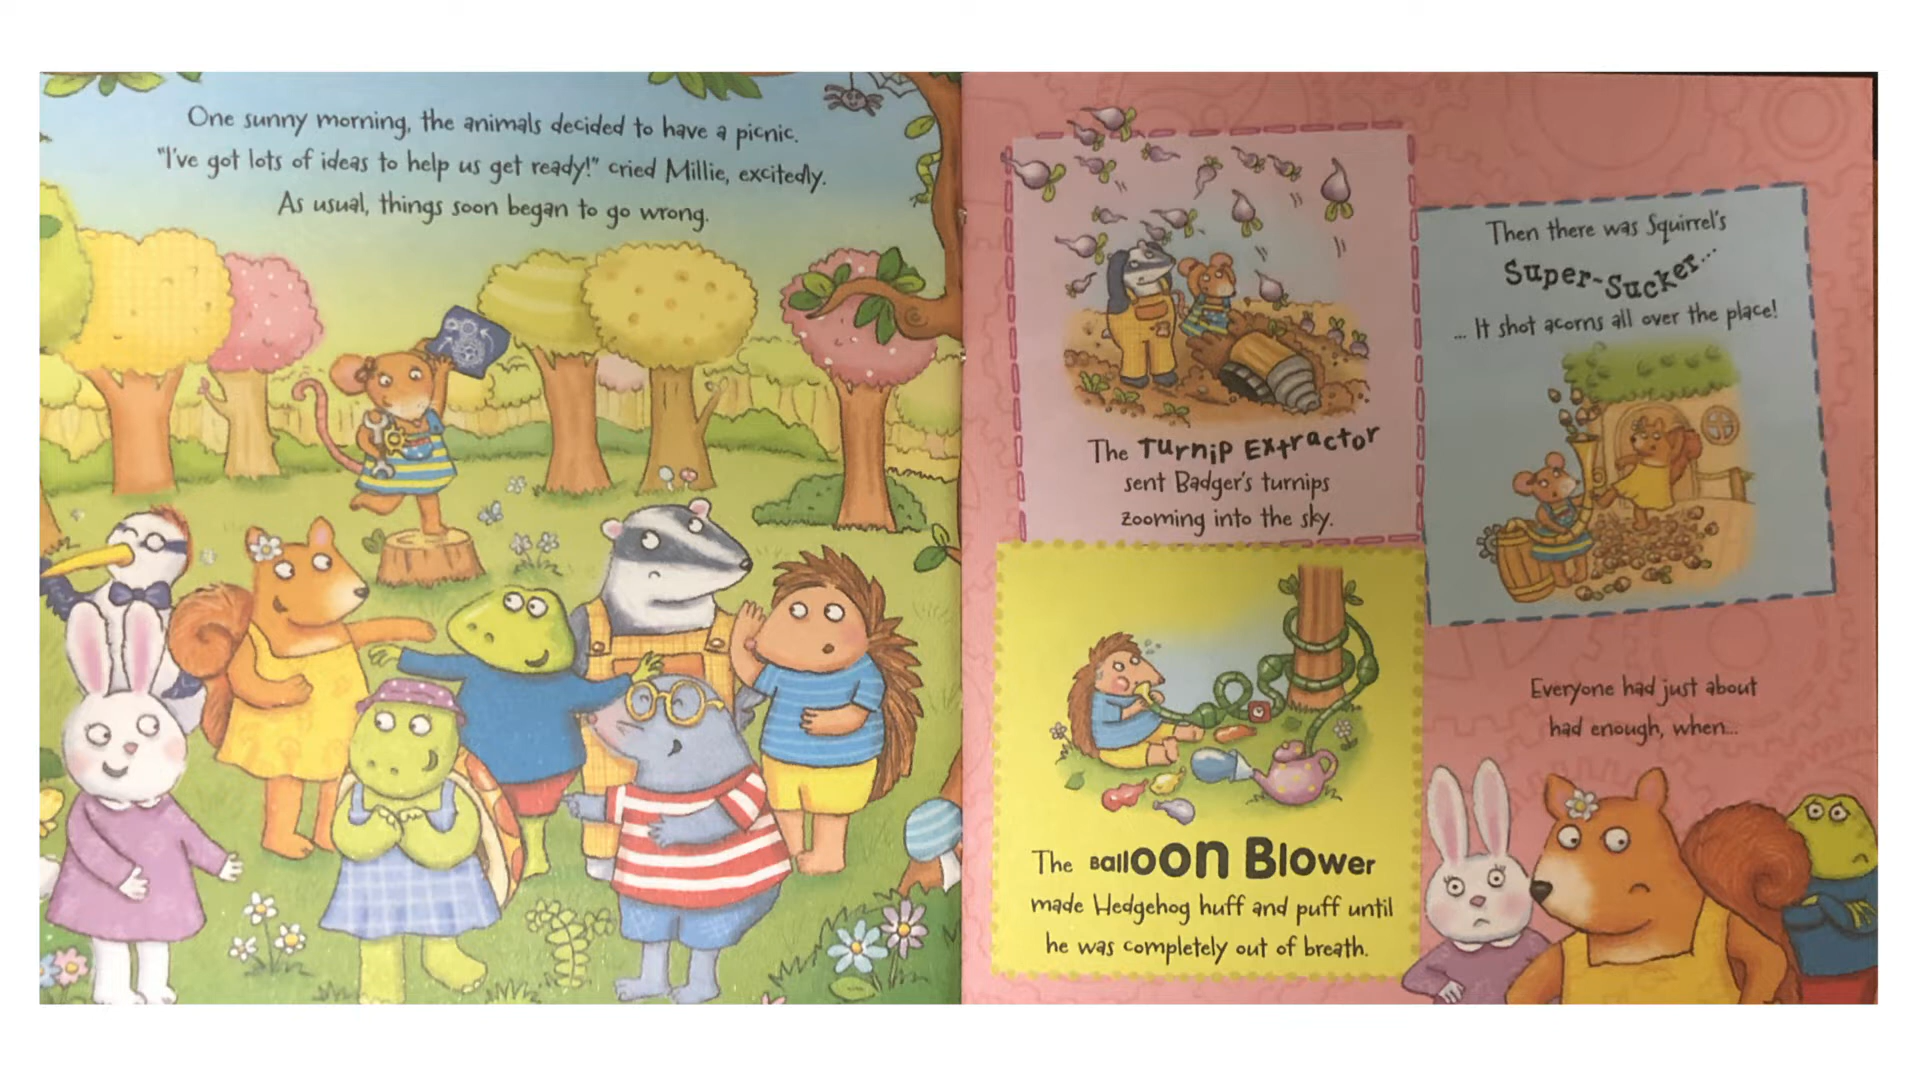 One sunny morning, the animals decided to have a picnic.
"I've got lots of ideas to help us get ready!" cried Millie, excitedly.
As usual, things soon began to go wrong.
The Turnip Extractor
sent Badger's turnips
zooming into the sky.
Then there was Squirrel's
Super-Sucker...
... It shot acorns all over the place!
The Balloon Blower
made Hedgehog huff and puff until
he was completely out of breath.
Everyone had just about
had enough, when...